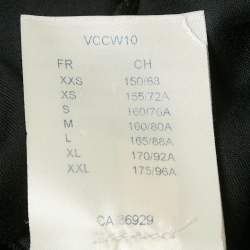 VCCW10
FR CH
XXS 150/68
XS 155/72A
S 160/76A
M 160/80A
L 165/88A
XL 170/92A
XXL 175/96A
CA 36929